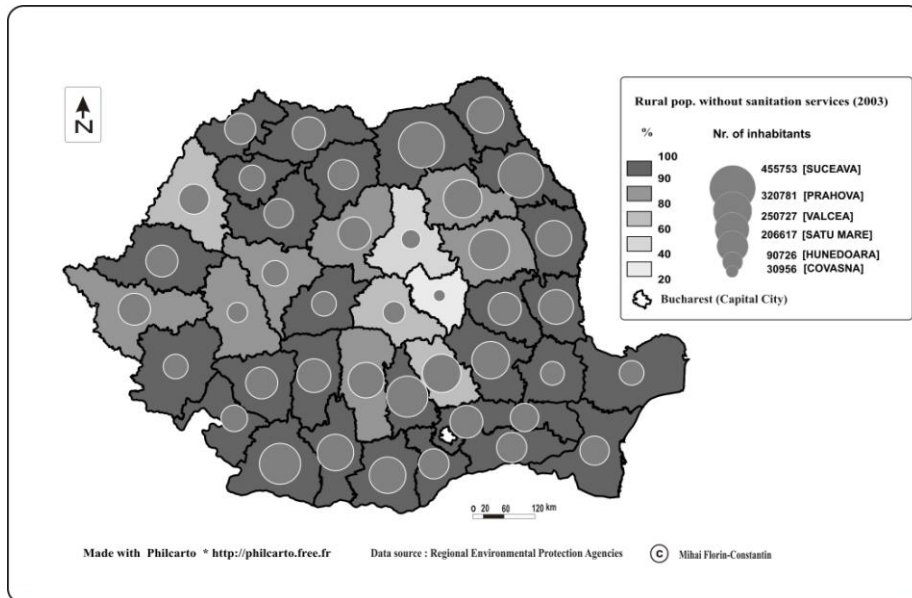 N
Rural pop. without sanitation services (2003)
% Nr. of inhabitants
100
90
80
60
40
20
455753 [SUCEAVA]
320781 [PRAHOVA]
250727 [VALCEA]
206617 [SATU MARE]
90726 [HUNEDOARA]
30956 [COVASNA]
Bucharest (Capital City)
0 20 60 120 km
Made with Philcarto * http://philcarto.free.fr
Data source : Regional Environmental Protection Agencies
© Mihai Florin-Constantin